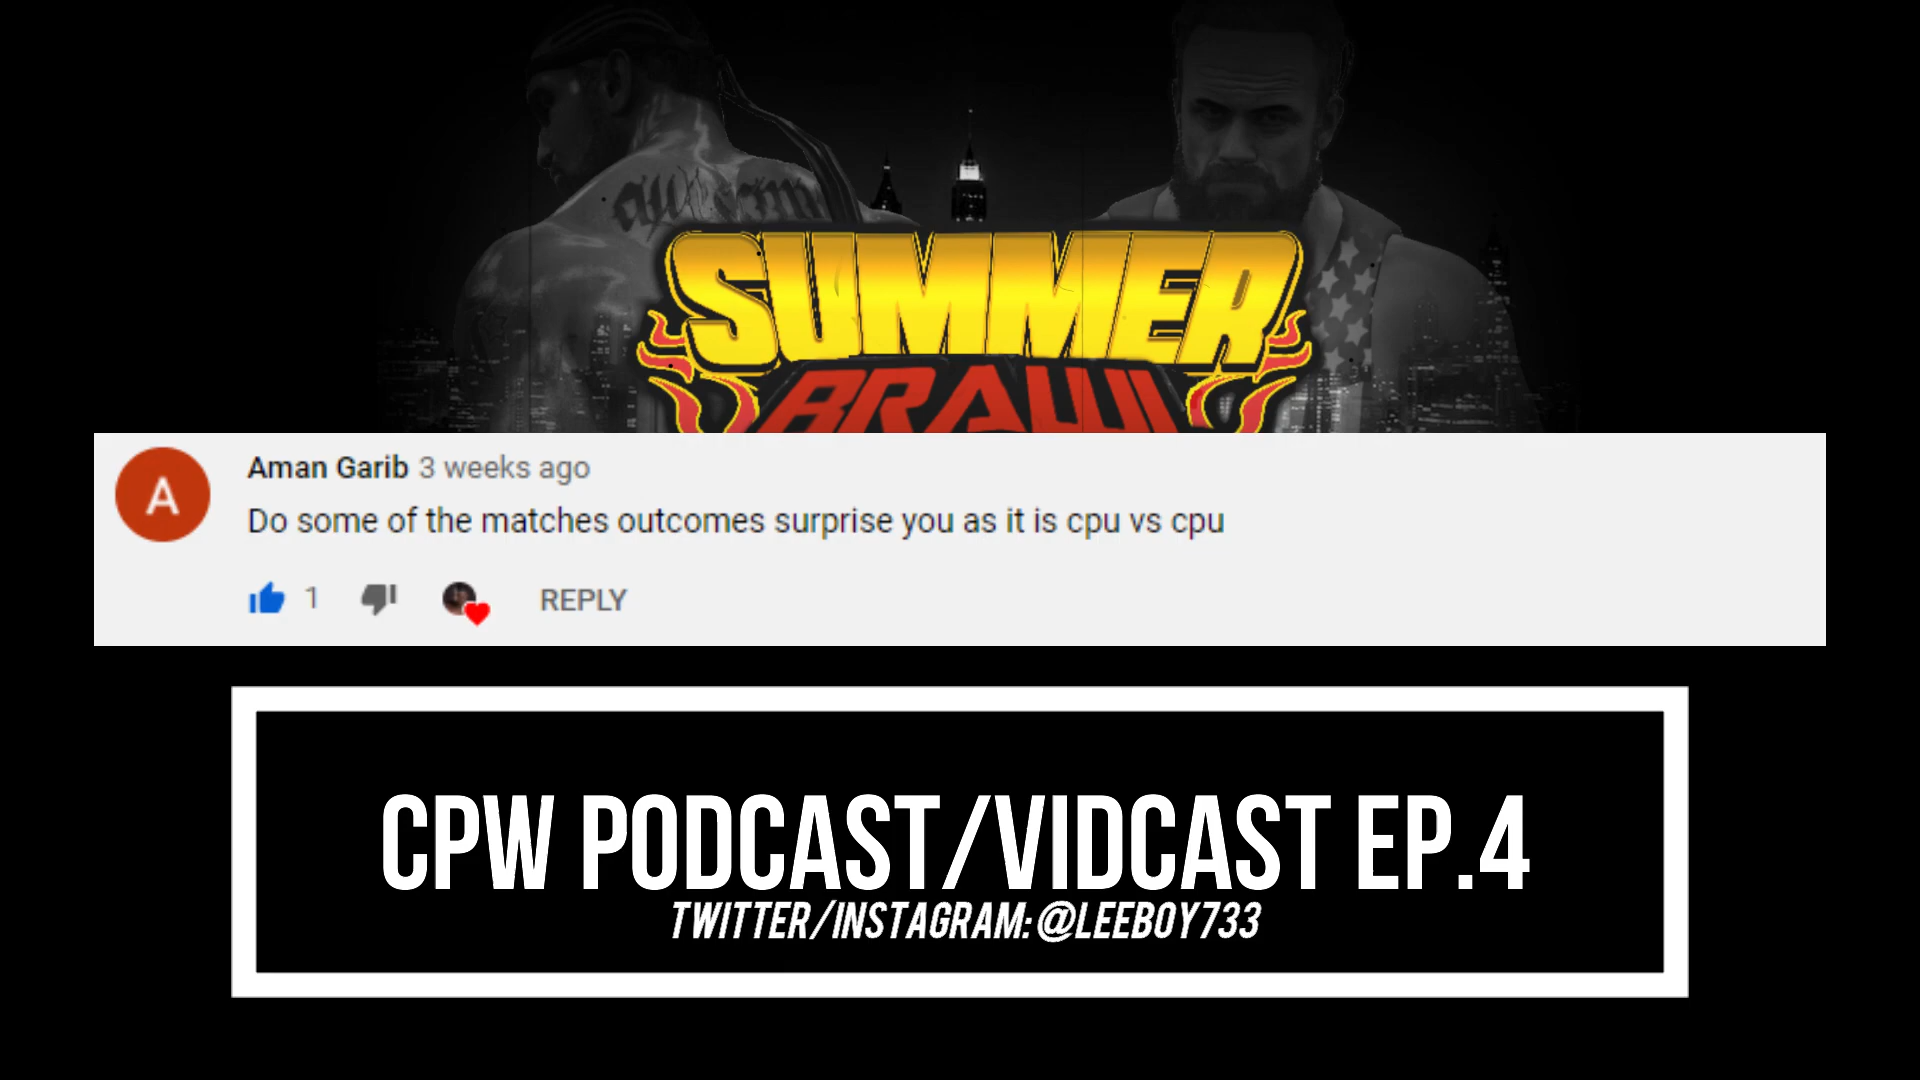 SUMMER
BRAWL
Aman Garib 3 weeks ago
A
Do some of the matches outcomes surprise you as it is cpu vs cpu
1
REPLY
CPW PODCAST/VIDCAST EP.4
TWITTER/INSTAGRAM: @LEEBOY733